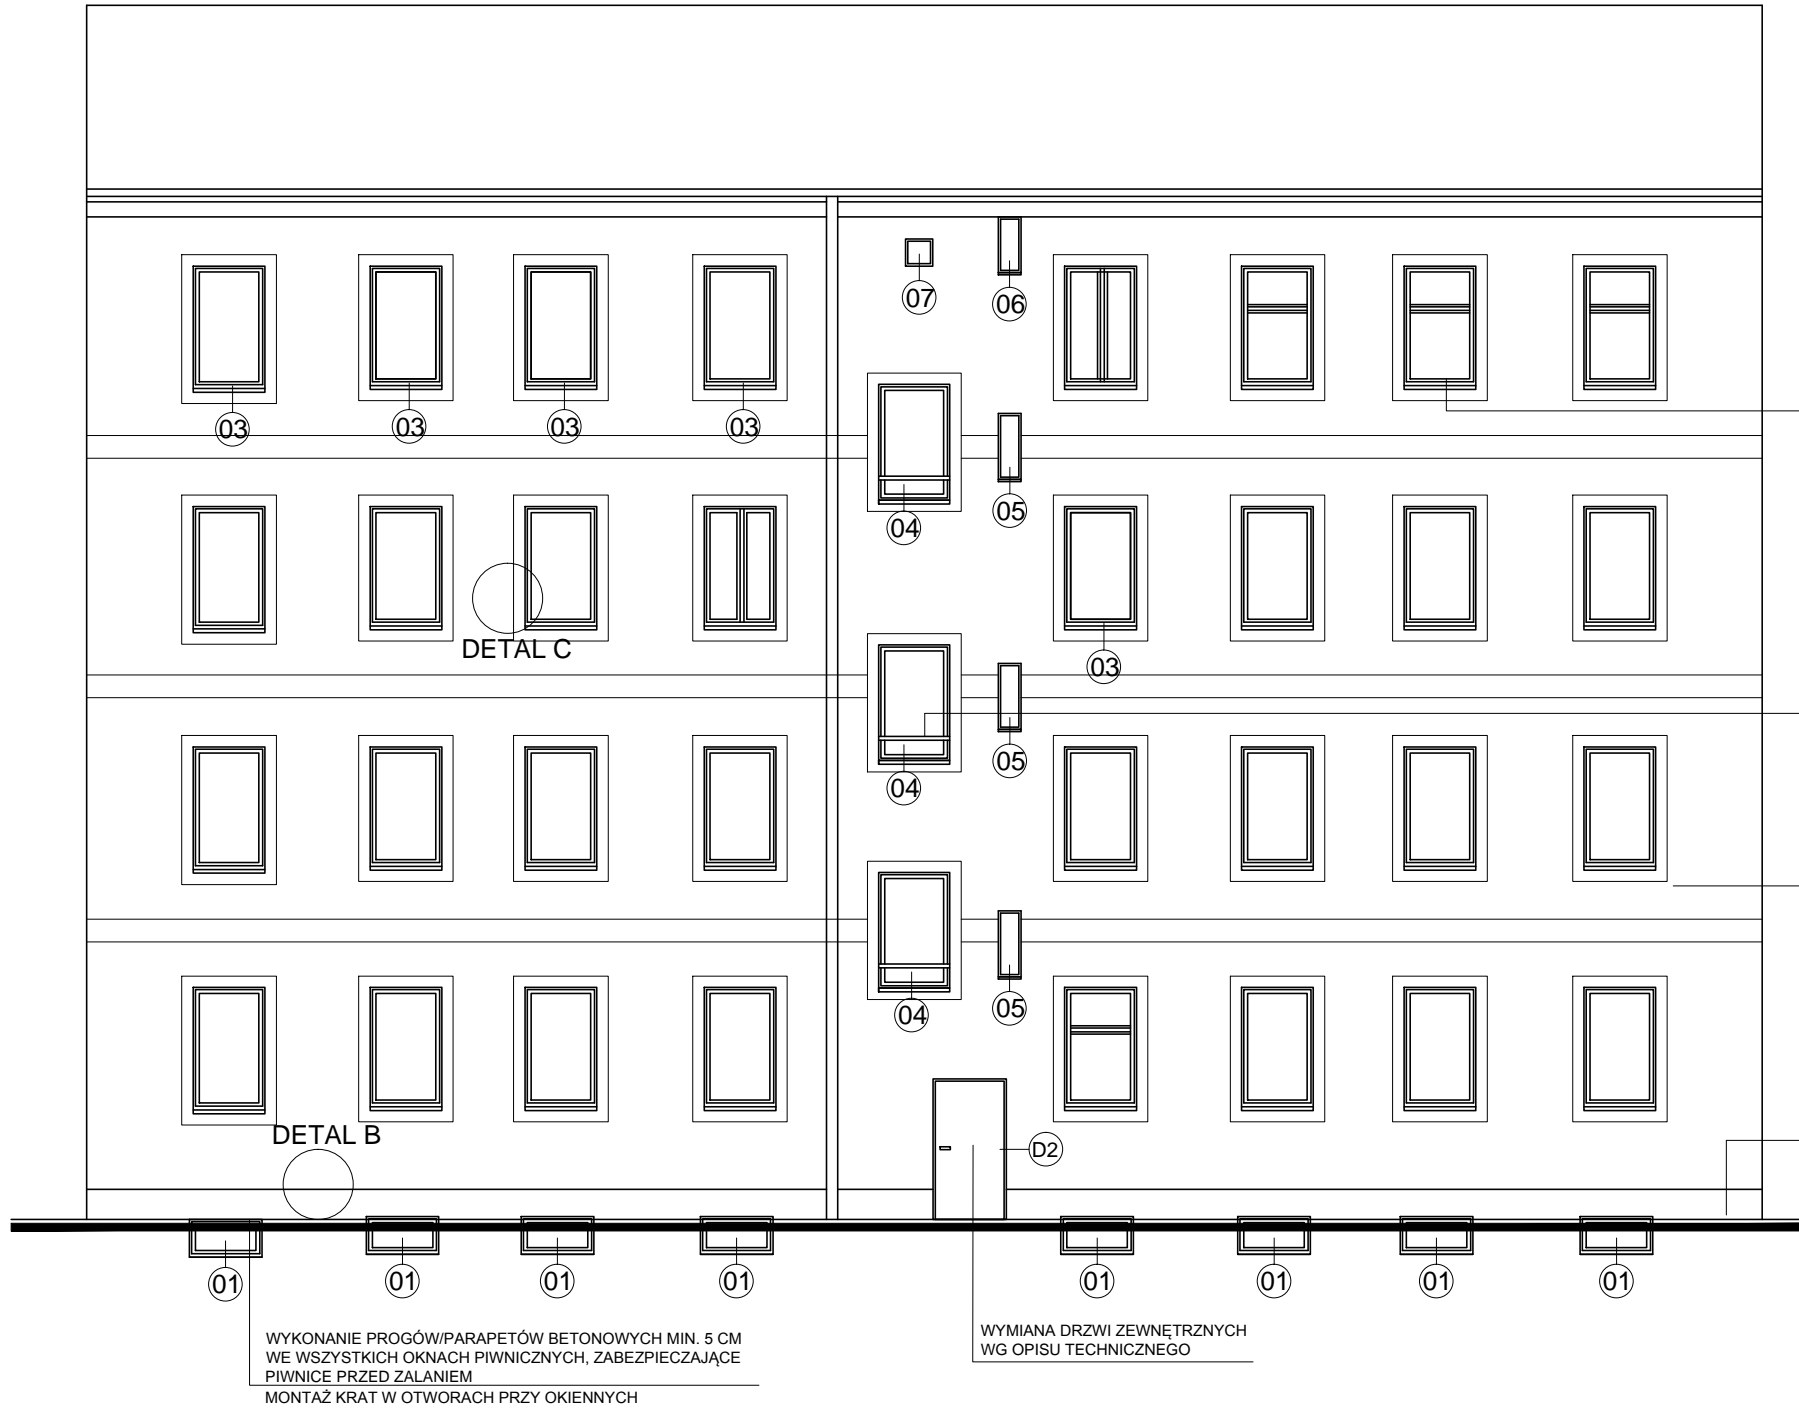 07
06
03
03
03
03
05
04
DETAL C
03
05
04
05
04
DETAL B
D2
01
01
01
01
01
01
01
01
WYKONANIE PROGÓW/PARAPETÓW BETONOWYCH MIN. 5 CM
WE WSZYSTKICH OKNACH PIWNICZNYCH, ZABEZPIECZAJĄCE
PIWNICE PRZED ZALANIEM
MONTAŻ KRAT W OTWORACH PRZY OKIENNYCH
WYMIANA DRZWI ZEWNĘTRZNYCH
WG OPISU TECHNICZNEGO